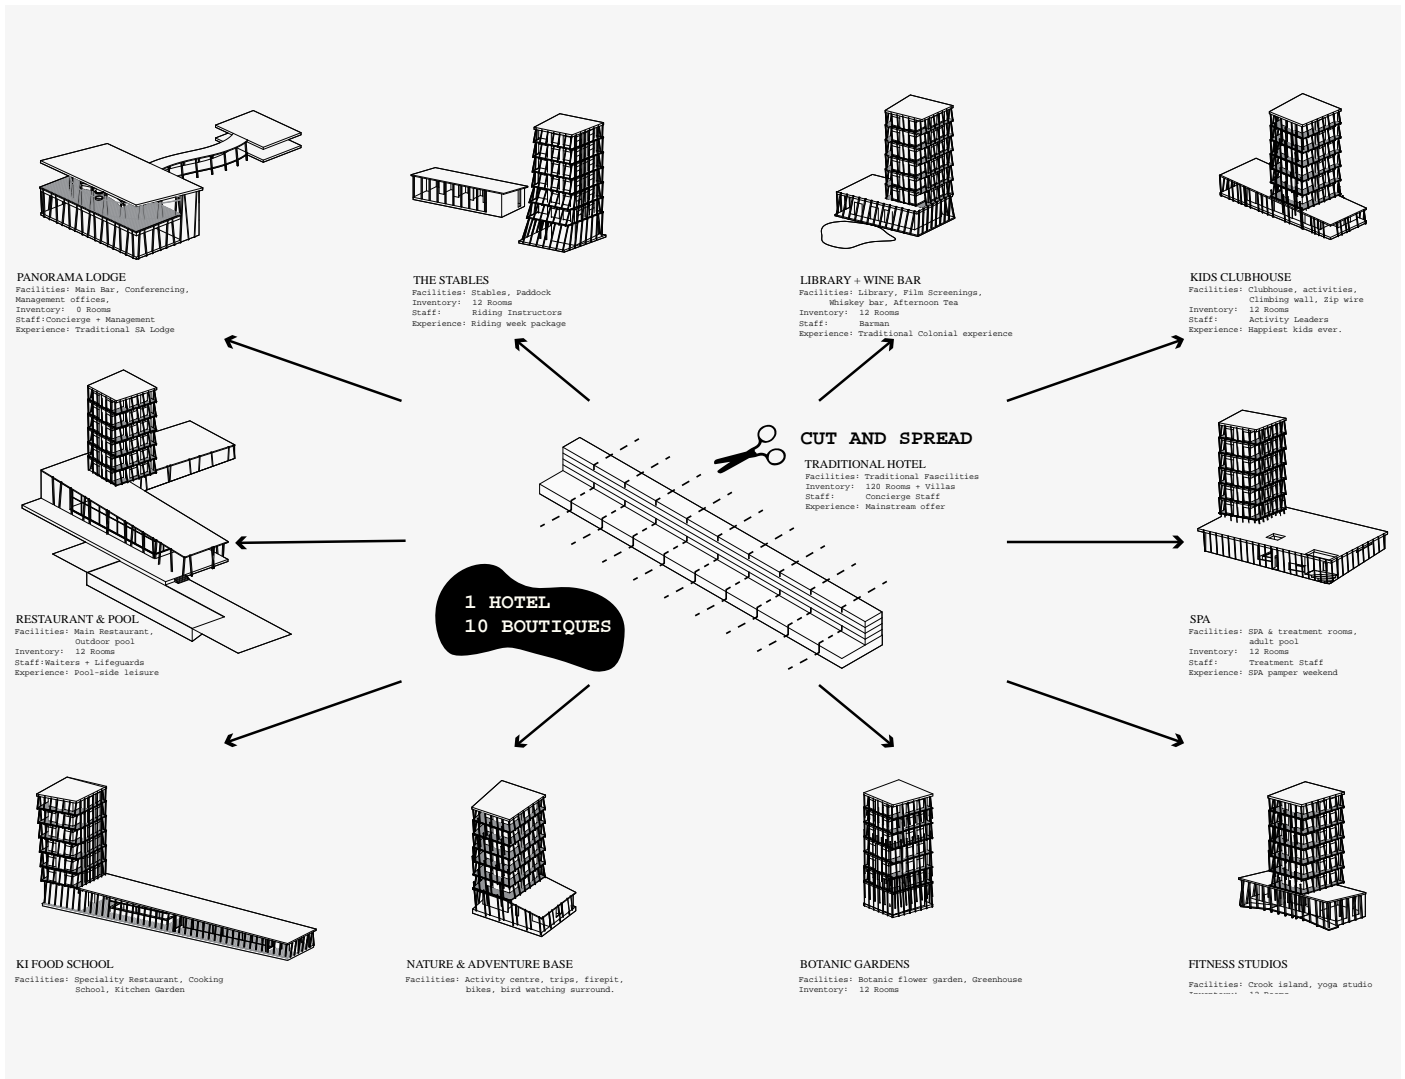 PANORAMA LODGE
Facilities: Main Bar, Conferencing,
Management offices,
Inventory: 0 Rooms
Staff:Concierge + Management
Experience: Traditional SA Lodge
THE STABLES
Facilities: Stables, Paddock
Inventory: 12 Rooms
Staff: Riding Instructors
Experience: Riding week package
LIBRARY + WINE BAR
Facilities: Library, Film Screenings,
Whiskey bar, Afternoon Tea
Inventory: 12 Rooms
Staff: Barman
Experience: Traditional Colonial experience
KIDS CLUBHOUSE
Facilities: Clubhouse, activities,
Climbing wall, Zip wire
Inventory: 12 Rooms
Staff: Activity Leaders
Experience: Happiest kids ever.
CUT AND SPREAD
TRADITIONAL HOTEL
Facilities: Traditional Fascilities
Inventory: 120 Rooms + Villas
Staff: Concierge Staff
Experience: Mainstream offer
1 HOTEL
10 BOUTIQUES
RESTAURANT & POOL
Facilities: Main Restaurant,
Outdoor pool
Inventory: 12 Rooms
Staff:Waiters + Lifeguards
Experience: Pool-side leisure
SPA
Facilities: SPA & treatment rooms,
adult pool
Inventory: 12 Rooms
Staff: Treatment Staff
Experience: SPA pamper weekend
KI FOOD SCHOOL
Facilities: Speciality Restaurant, Cooking
School, Kitchen Garden
NATURE & ADVENTURE BASE
Facilities: Activity centre, trips, firepit,
bikes, bird watching surround.
BOTANIC GARDENS
Facilities: Botanic flower garden, Greenhouse
Inventory: 12 Rooms
FITNESS STUDIOS
Facilities: Crook island, yoga studio